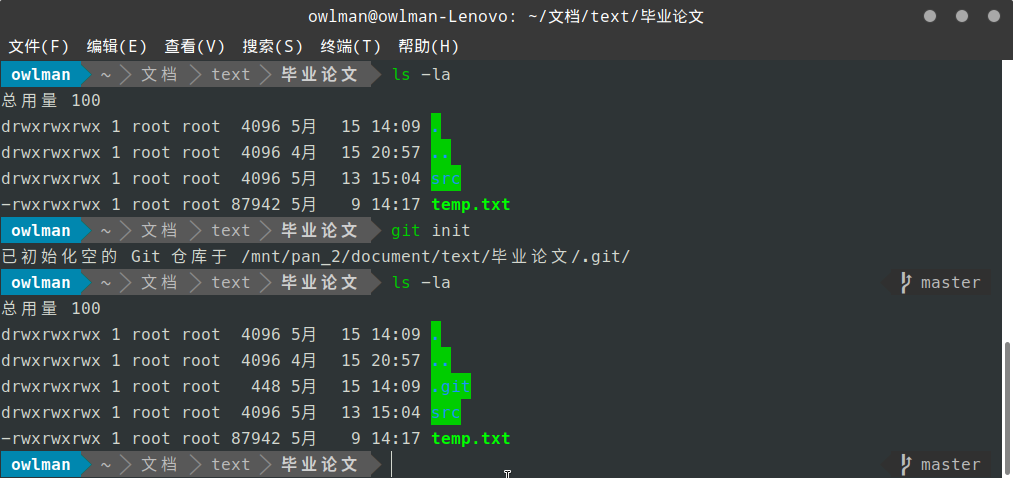 owlman@owlman-Lenovo: ~/文档/text/毕业论文
文件(F) 编辑(E) 查看(V) 搜索(S) 终端(T) 帮助(H)
owlman ~ 文档 text 毕业论文 ls -la
总用量 100
drwxrwxrwx 1 root root 4096 5月 15 14:09 .
drwxrwxrwx 1 root root 4096 4月 15 20:57 ..
drwxrwxrwx 1 root root 4096 5月 13 15:04 src
-rwxrwxrwx 1 root root 87942 5月 9 14:17 temp.txt
owlman ~ 文档 text 毕业论文 git init
已初始化空的 Git 仓库于 /mnt/pan_2/document/text/毕业论文/.git/
owlman ~ 文档 text 毕业论文 ls -la master
总用量 100
drwxrwxrwx 1 root root 4096 5月 15 14:09 .
drwxrwxrwx 1 root root 4096 4月 15 20:57 ..
drwxrwxrwx 1 root root 448 5月 15 14:09 .git
drwxrwxrwx 1 root root 4096 5月 13 15:04 src
-rwxrwxrwx 1 root root 87942 5月 9 14:17 temp.txt
owlman ~ 文档 text 毕业论文 master